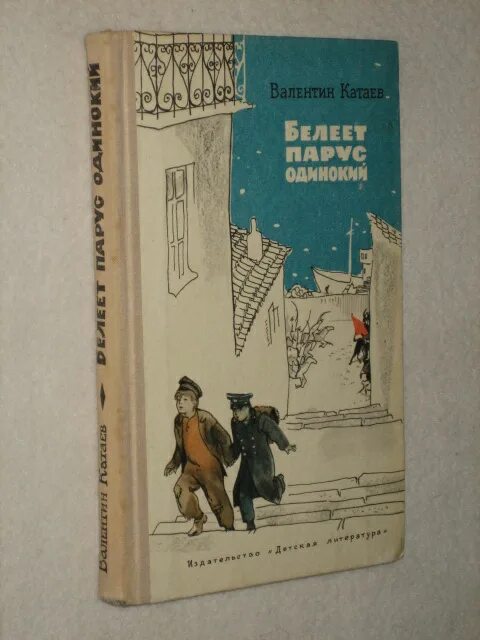 Валентин Катаев
Белеет парус одинокий
Валентин Катаев
Белеет
парус
одинокий
Издательство «Детская литература»